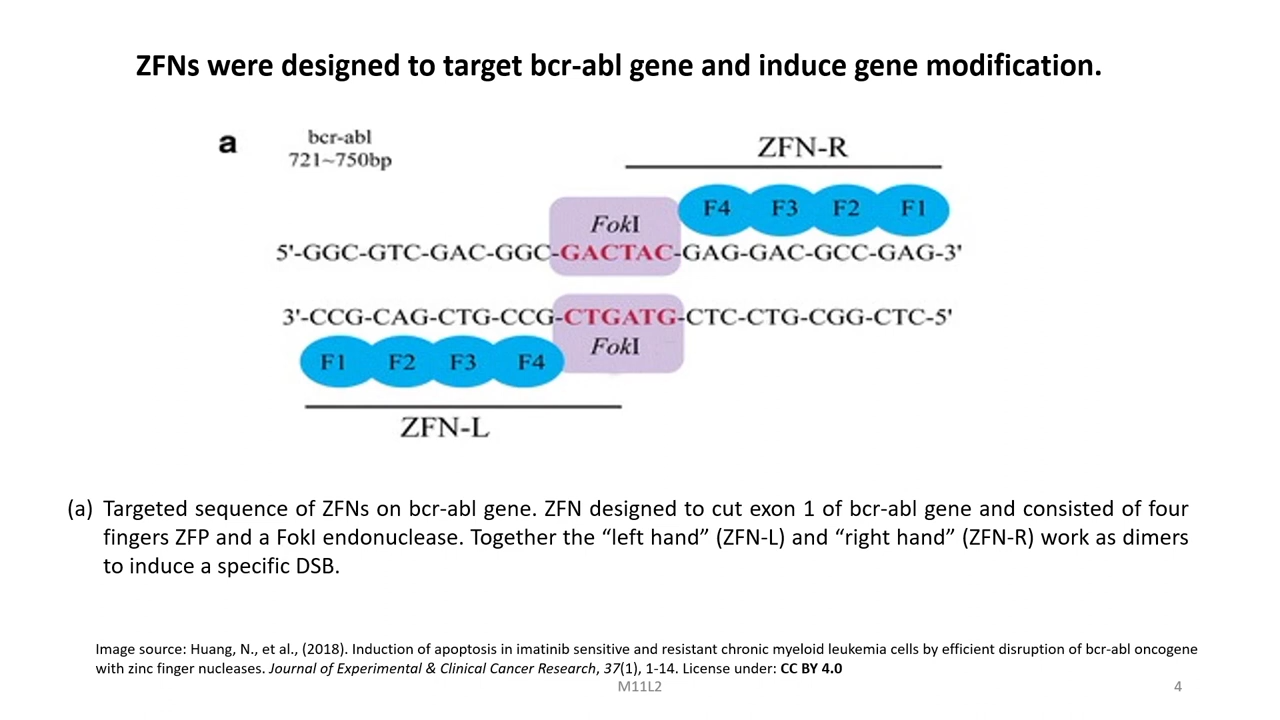 ZFNs were designed to target bcr-abl gene and induce gene modification.
a
bcr-abl
721~750bp
ZFN-R
F4 F3 F2 F1
FokI
5'-GGC-GTC-GAC-GGC-GACTAC-GAG-GAC-GCC-GAG-3'
3'-CCG-CAG-CTG-CCG-CTGATG-CTC-CTG-CGG-CTC-5'
FokI
F1 F2 F3 F4
ZFN-L
(a) Targeted sequence of ZFNs on bcr-abl gene. ZFN designed to cut exon 1 of bcr-abl gene and consisted of four
fingers ZFP and a FokI endonuclease. Together the “left hand” (ZFN-L) and “right hand” (ZFN-R) work as dimers
to induce a specific DSB.
Image source: Huang, N., et al., (2018). Induction of apoptosis in imatinib sensitive and resistant chronic myeloid leukemia cells by efficient disruption of bcr-abl oncogene
with zinc finger nucleases. Journal of Experimental & Clinical Cancer Research, 37(1), 1-14. License under: CC BY 4.0
M11L2
4